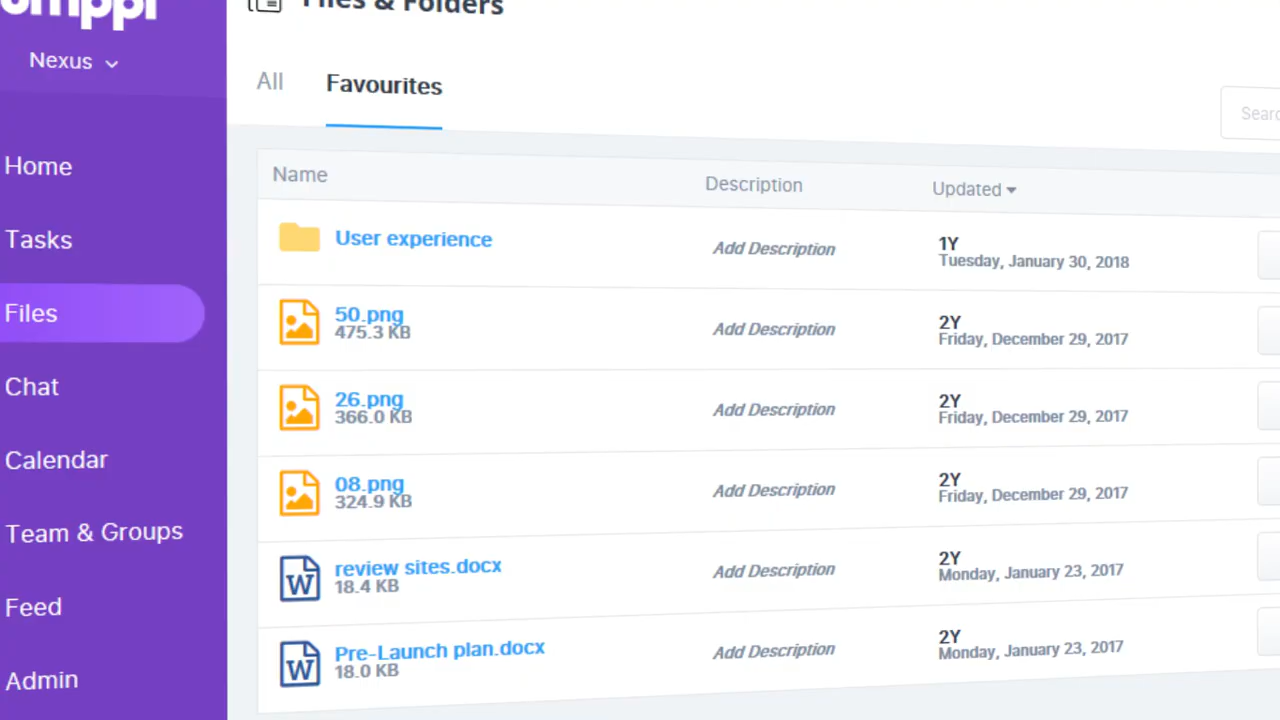 Nexus
Home
Tasks
Files
Chat
Calendar
Team & Groups
Feed
Admin
Files & Folders
All
Favourites
Name
Description
Updated
User experience
Add Description
1Y
Tuesday, January 30, 2018
50.png
475.3 KB
Add Description
2Y
Friday, December 29, 2017
26.png
366.0 KB
Add Description
2Y
Friday, December 29, 2017
08.png
324.9 KB
Add Description
2Y
Friday, December 29, 2017
review sites.docx
18.4 KB
Add Description
2Y
Monday, January 23, 2017
Pre-Launch plan.docx
18.0 KB
Add Description
2Y
Monday, January 23, 2017